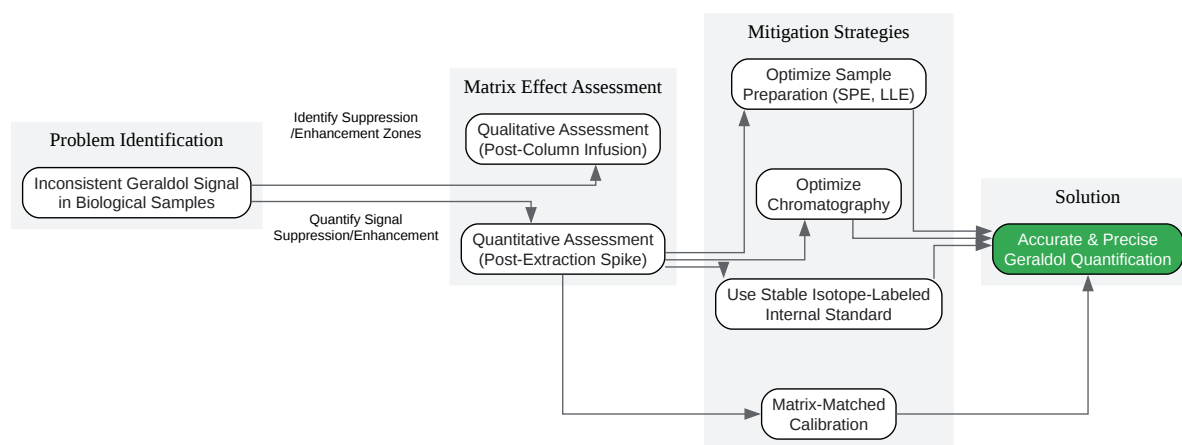 Problem Identification
Inconsistent Geraldol Signal
in Biological Samples
Identify Suppression
/Enhancement Zones
Quantify Signal
Suppression/Enhancement
Matrix Effect Assessment
Qualitative Assessment
(Post-Column Infusion)
Quantitative Assessment
(Post-Extraction Spike)
Mitigation Strategies
Optimize Sample
Preparation (SPE, LLE)
Optimize
Chromatography
Use Stable Isotope-Labeled
Internal Standard
Matrix-Matched
Calibration
Solution
Accurate & Precise
Geraldol Quantification